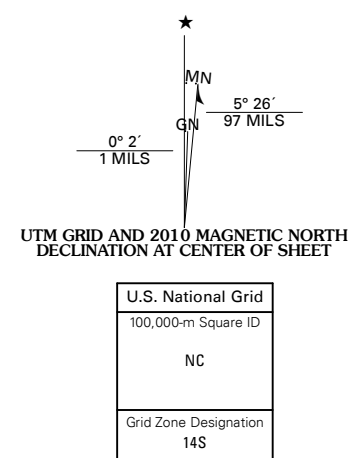 MN
5° 26´
97 MILS
GN
0° 2´
1 MILS
UTM GRID AND 2010 MAGNETIC NORTH
DECLINATION AT CENTER OF SHEET
U.S. National Grid
100,000-m Square ID
NC
Grid Zone Designation
14S